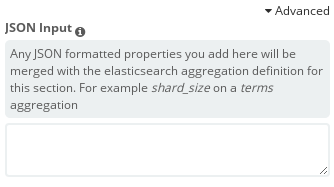 Advanced
JSON Input
Any JSON formatted properties you add here will be
merged with the elasticsearch aggregation definition for
this section. For example shard_size on a terms
aggregation